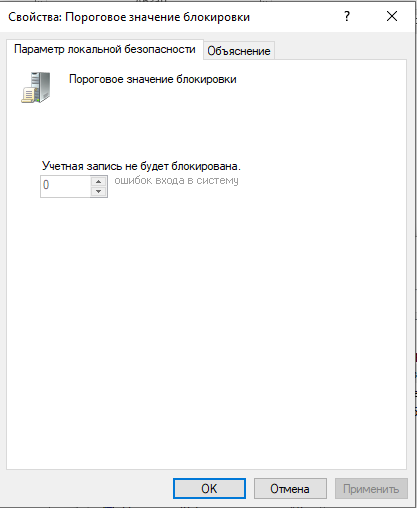 Свойства: Пороговое значение блокировки ?
Параметр локальной безопасности Объяснение
Пороговое значение блокировки
Учетная запись не будет блокирована.
0 ошибок входа в систему
OK Отмена Применить